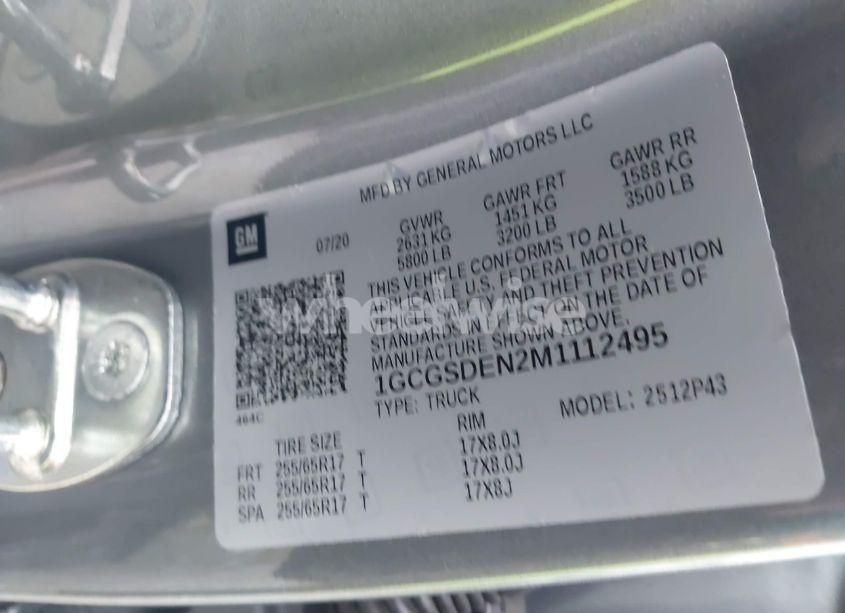 MFD BY GENERAL MOTORS LLC
GM
07/20
GVWR GAWR FRT GAWR RR
2631 KG 1451 KG 1588 KG
5800 LB 3200 LB 3500 LB
THIS VEHICLE CONFORMS TO ALL
APPLICABLE U.S. FEDERAL MOTOR
VEHICLE SAFETY AND THEFT PREVENTION
STANDARDS IN EFFECT ON THE DATE OF
MANUFACTURE SHOWN ABOVE.
1GCGSDEN2M1112495
TYPE: TRUCK MODEL: 2512P43
464C
TIRE SIZE RIM
FRT 255/65R17 T 17X8.0J
RR 255/65R17 T 17X8.0J
SPA 255/65R17 T 17X8J
wheelwise